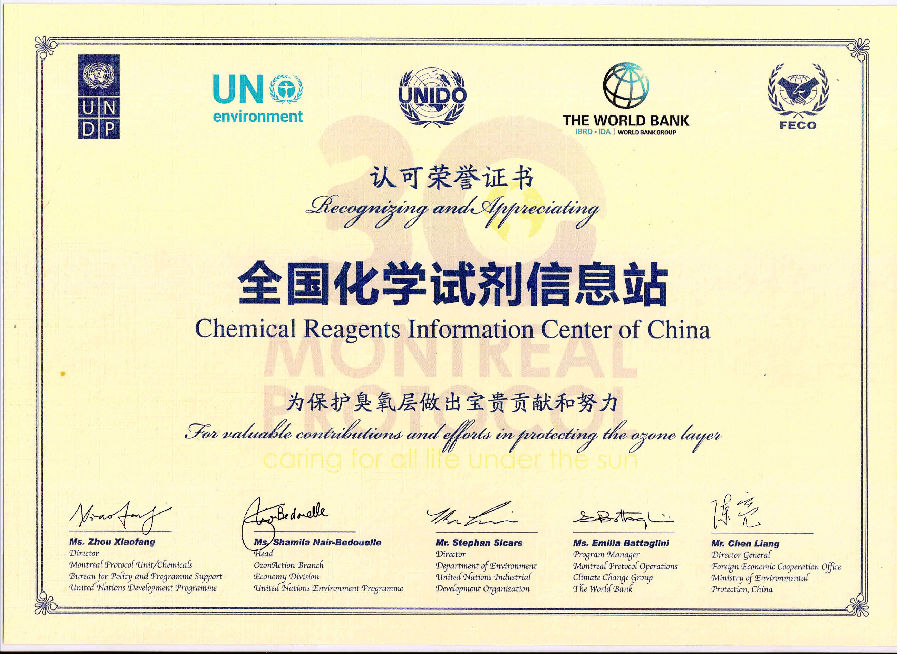 UN
DP
UN
environment
UNIDO
THE WORLD BANK
IBRD • IDA | WORLD BANK GROUP
FECO
30
认可荣誉证书
Recognizing and Appreciating
全国化学试剂信息站
Chemical Reagents Information Center of China
MONTREAL
PROTOCOL
为保护臭氧层做出宝贵贡献和努力
For valuable contributions and efforts in protecting the ozone layer
caring for all life under the sun
Ms. Zhou Xiaofang
Director
Montreal Protocol Unit/Chemicals
Bureau for Policy and Programme Support
United Nations Development Programme
Ms. Shamila Nair-Bedouelle
Head
OzonAction Branch
Economy Division
United Nations Environment Programme
Mr. Stephan Sicars
Director
Department of Environment
United Nations Industrial
Development Organization
Ms. Emilia Battaglini
Program Manager
Montreal Protocol Operations
Climate Change Group
The World Bank
Mr. Chen Liang
Director General
Foreign Economic Cooperation Office
Ministry of Environmental
Protection, China